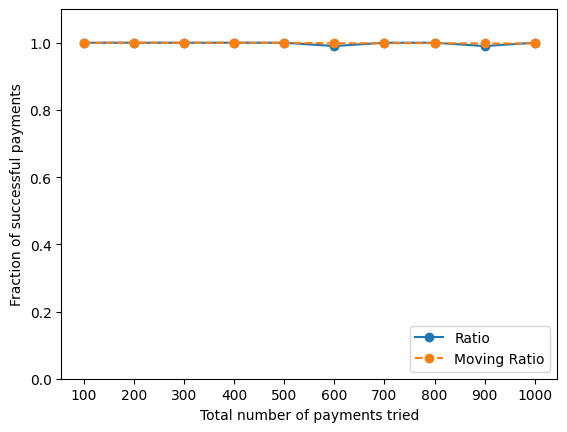 Fraction of successful payments
1.0
0.8
0.6
0.4
0.2
0.0
Ratio
Moving Ratio
100 200 300 400 500 600 700 800 900 1000
Total number of payments tried